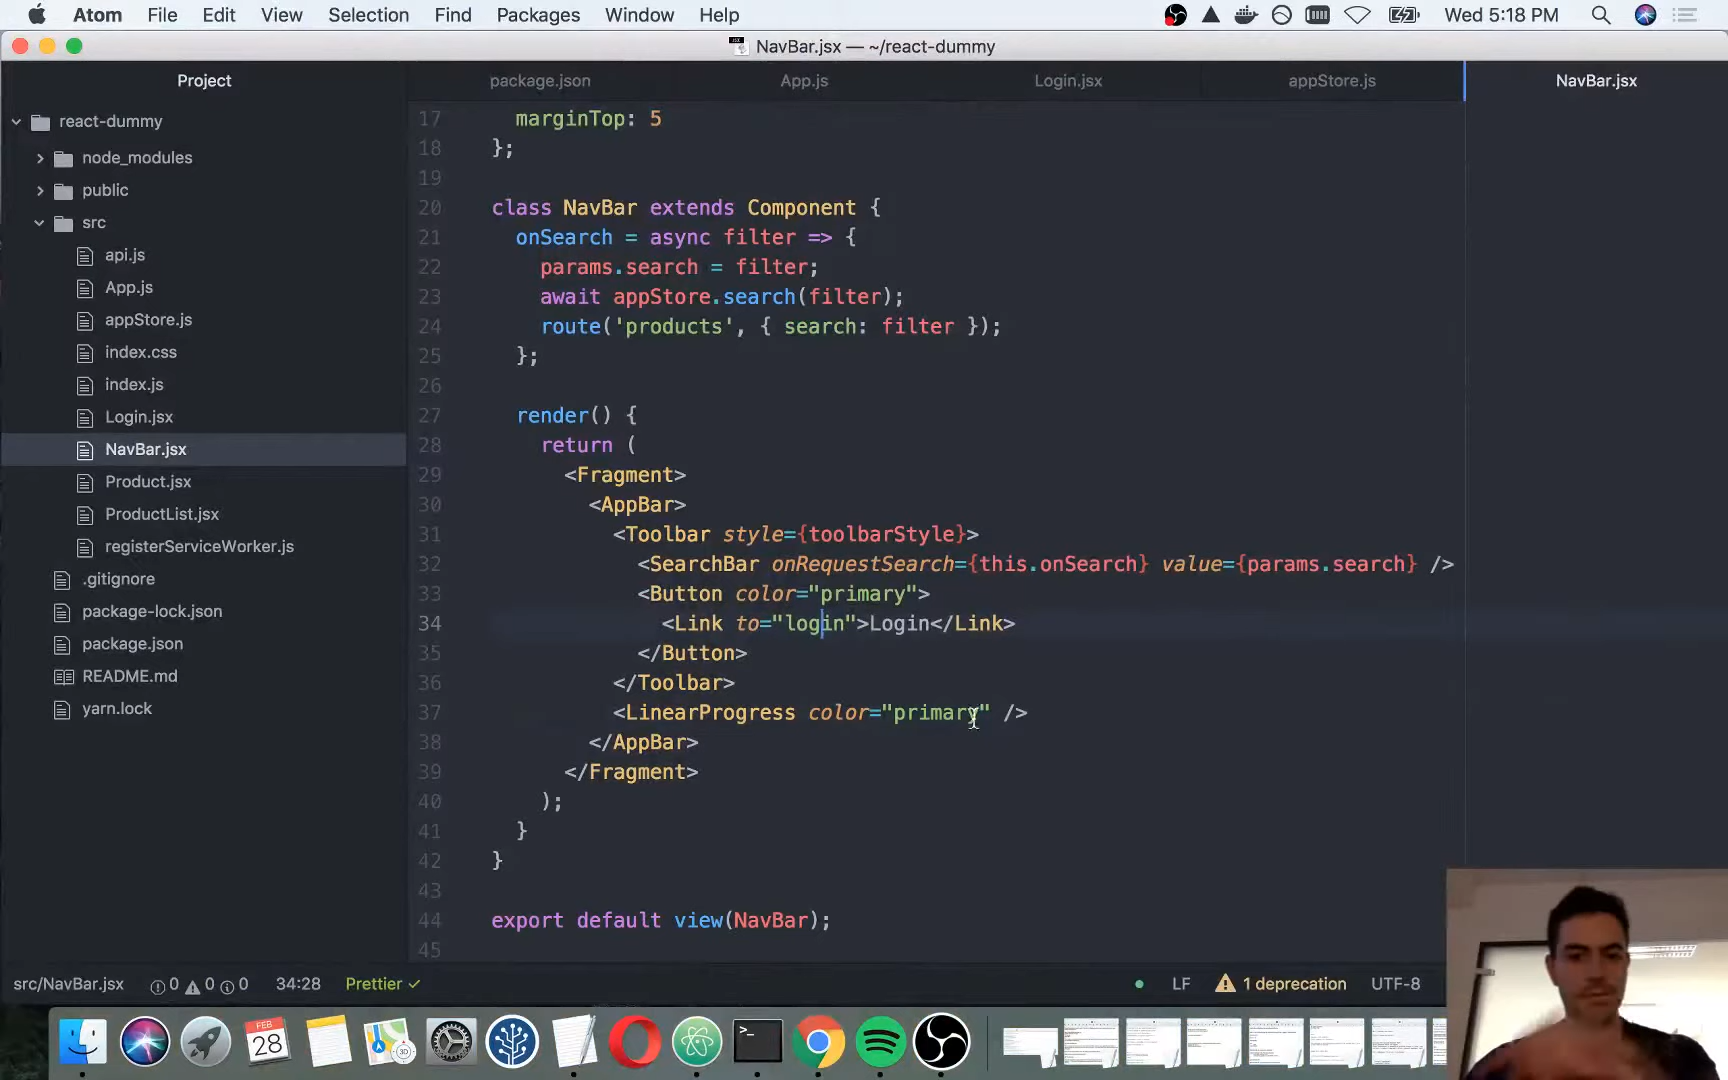 Atom File Edit View Selection Find Packages Window Help Wed 5:18 PM
NavBar.jsx — ~/react-dummy
Project
package.json App.js Login.jsx appStore.js NavBar.jsx
react-dummy
node_modules
public
src
api.js
App.js
appStore.js
index.css
index.js
Login.jsx
NavBar.jsx
Product.jsx
ProductList.jsx
registerServiceWorker.js
.gitignore
package-lock.json
package.json
README.md
yarn.lock
17 marginTop: 5
18 };
19
20 class NavBar extends Component {
21 onSearch = async filter => {
22 params.search = filter;
23 await appStore.search(filter);
24 route('products', { search: filter });
25 };
26
27 render() {
28 return (
29 <Fragment>
30 <AppBar>
31 <Toolbar style={toolbarStyle}>
32 <SearchBar onRequestSearch={this.onSearch} value={params.search} />
33 <Button color="primary">
34 <Link to="login">Login</Link>
35 </Button>
36 </Toolbar>
37 <LinearProgress color="primary" />
38 </AppBar>
39 </Fragment>
40 );
41 }
42 }
43
44 export default view(NavBar);
45
src/NavBar.jsx 0 0 0 34:28 Prettier ✓ LF 1 deprecation UTF-8
FEB
28
3D
>_